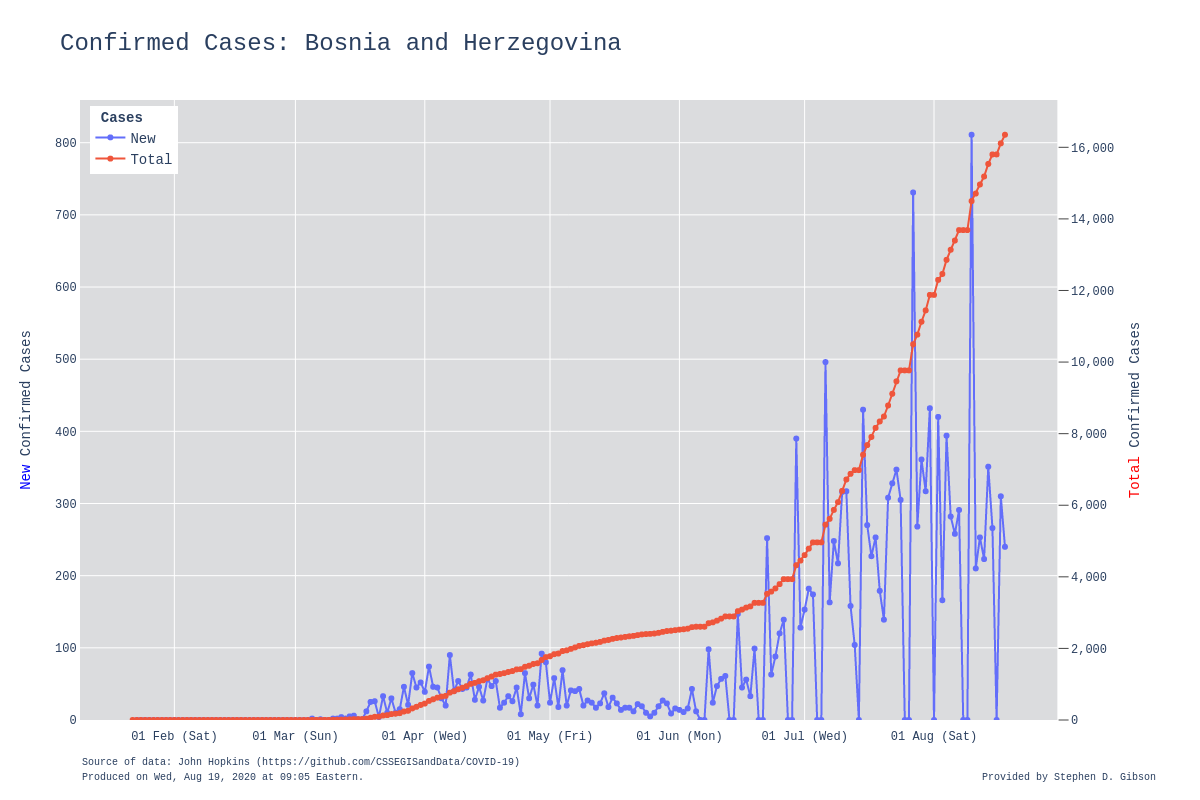 Confirmed Cases: Bosnia and Herzegovina
Cases
New
Total
800
700
600
500
400
300
200
100
0
New Confirmed Cases
16,000
14,000
12,000
10,000
8,000
6,000
4,000
2,000
0
Total Confirmed Cases
01 Feb (Sat) 01 Mar (Sun) 01 Apr (Wed) 01 May (Fri) 01 Jun (Mon) 01 Jul (Wed) 01 Aug (Sat)
Source of data: John Hopkins (https://github.com/CSSEGISandData/COVID-19)
Produced on Wed, Aug 19, 2020 at 09:05 Eastern.
Provided by Stephen D. Gibson